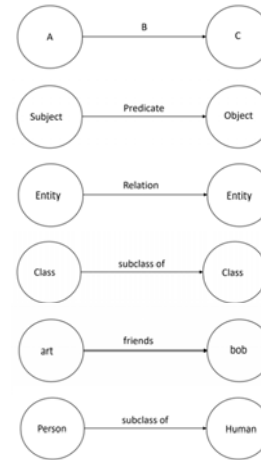 A B C
Subject Predicate Object
Entity Relation Entity
Class subclass of Class
art friends bob
Person subclass of Human